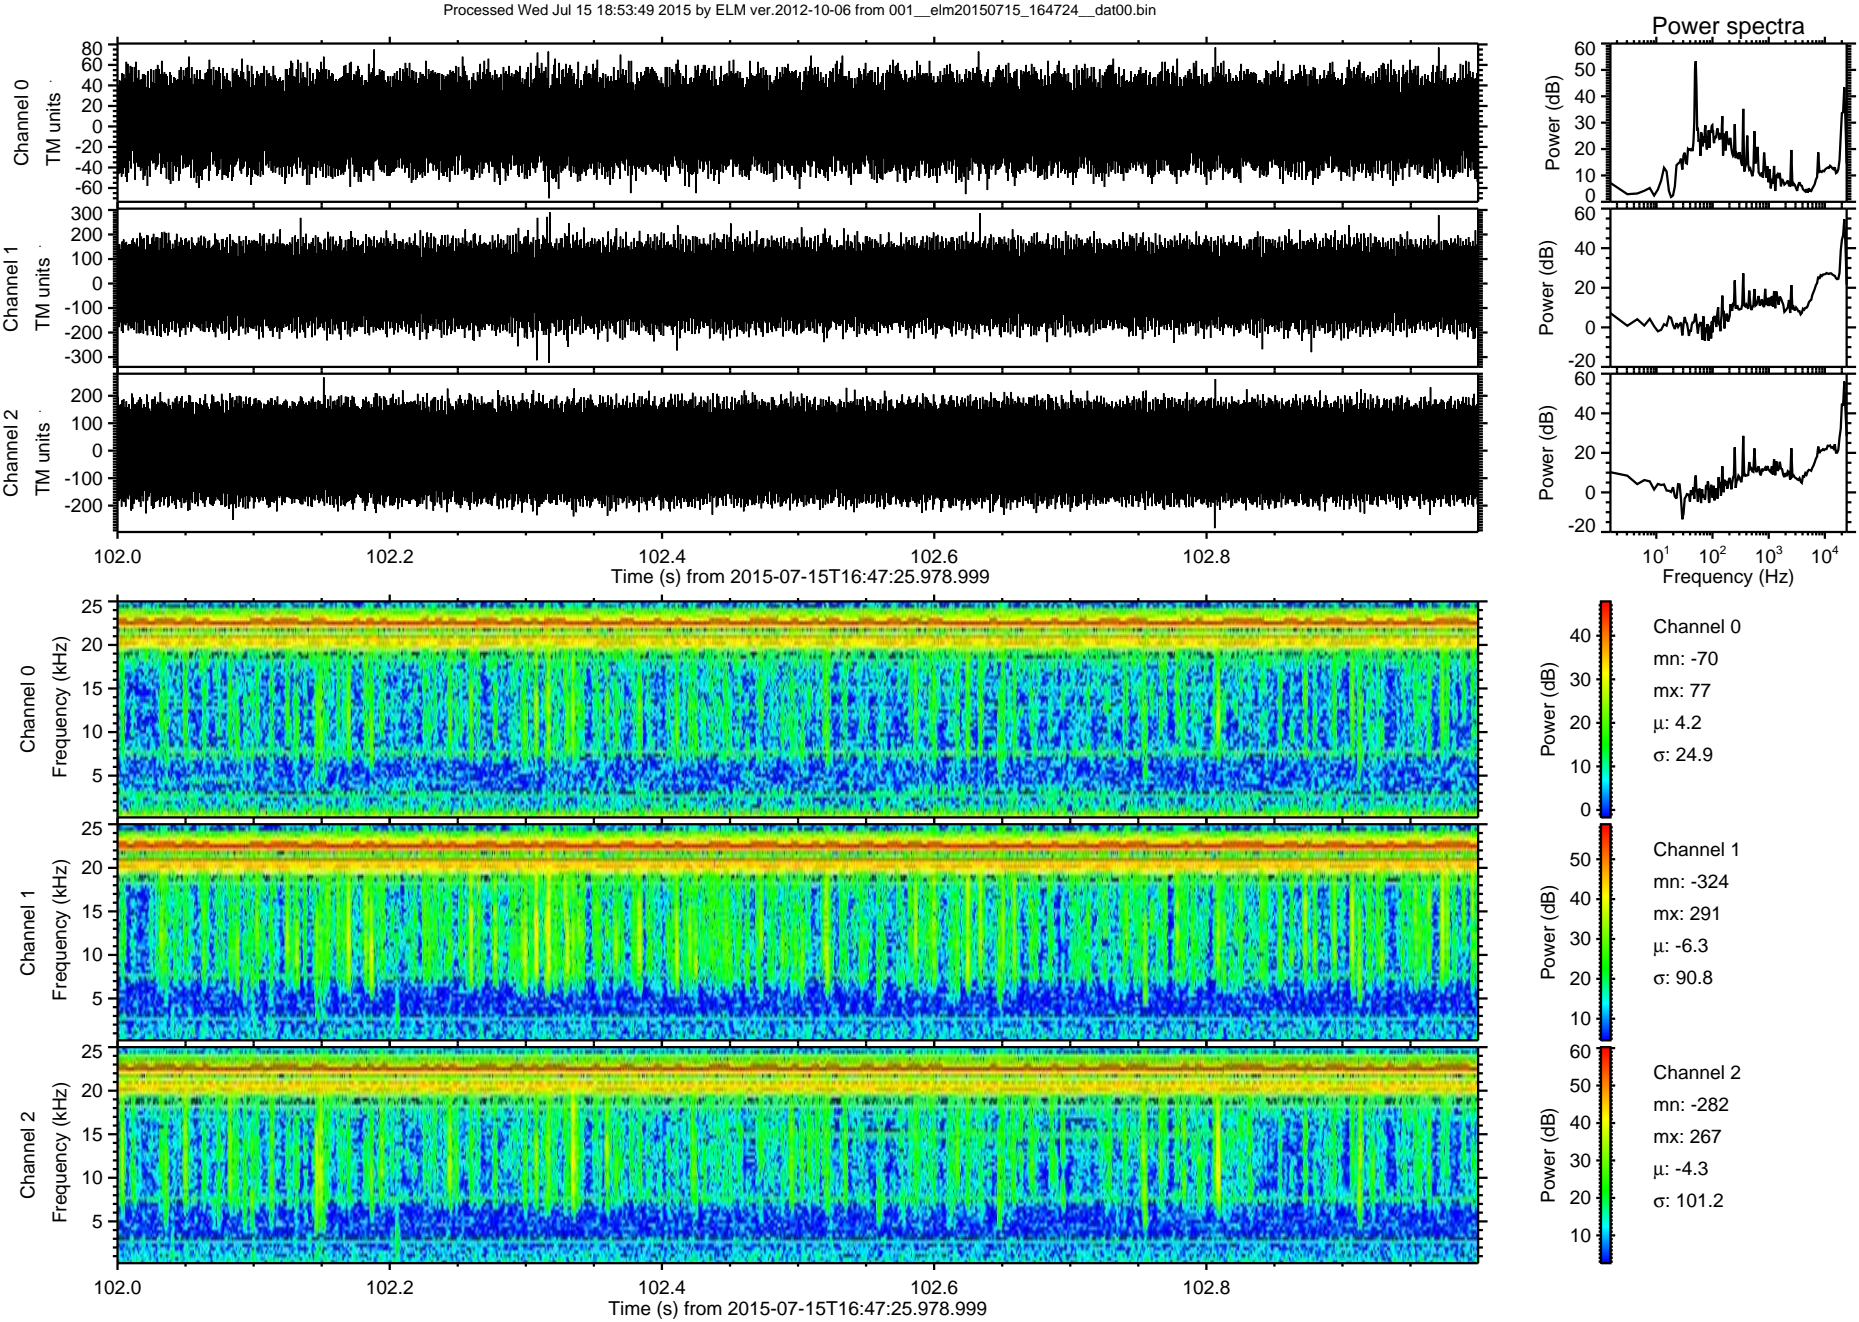 Processed Wed Jul 15 18:53:49 2015 by ELM ver.2012-10-06 from 001__elm20150715_164724__dat00.bin
Power spectra
Channel 0
TM units
80
60
40
20
0
-20
-40
-60
Power (dB)
60
50
40
30
20
10
0
Channel 1
TM units
300
200
100
0
-100
-200
-300
Power (dB)
60
40
20
0
-20
Channel 2
TM units
200
100
0
-100
-200
Power (dB)
60
40
20
0
-20
102.0 102.2 102.4 102.6 102.8
Time (s) from 2015-07-15T16:47:25.978.999
10¹ 10² 10³ 10⁴
Frequency (Hz)
Channel 0
Frequency (kHz)
25
20
15
10
5
Power (dB)
40
30
20
10
0
Channel 0
mn: -70
mx: 77
μ: 4.2
σ: 24.9
Channel 1
Frequency (kHz)
25
20
15
10
5
Power (dB)
50
40
30
20
10
Channel 1
mn: -324
mx: 291
μ: -6.3
σ: 90.8
Channel 2
Frequency (kHz)
25
20
15
10
5
Power (dB)
60
50
40
30
20
10
Channel 2
mn: -282
mx: 267
μ: -4.3
σ: 101.2
102.0 102.2 102.4 102.6 102.8
Time (s) from 2015-07-15T16:47:25.978.999